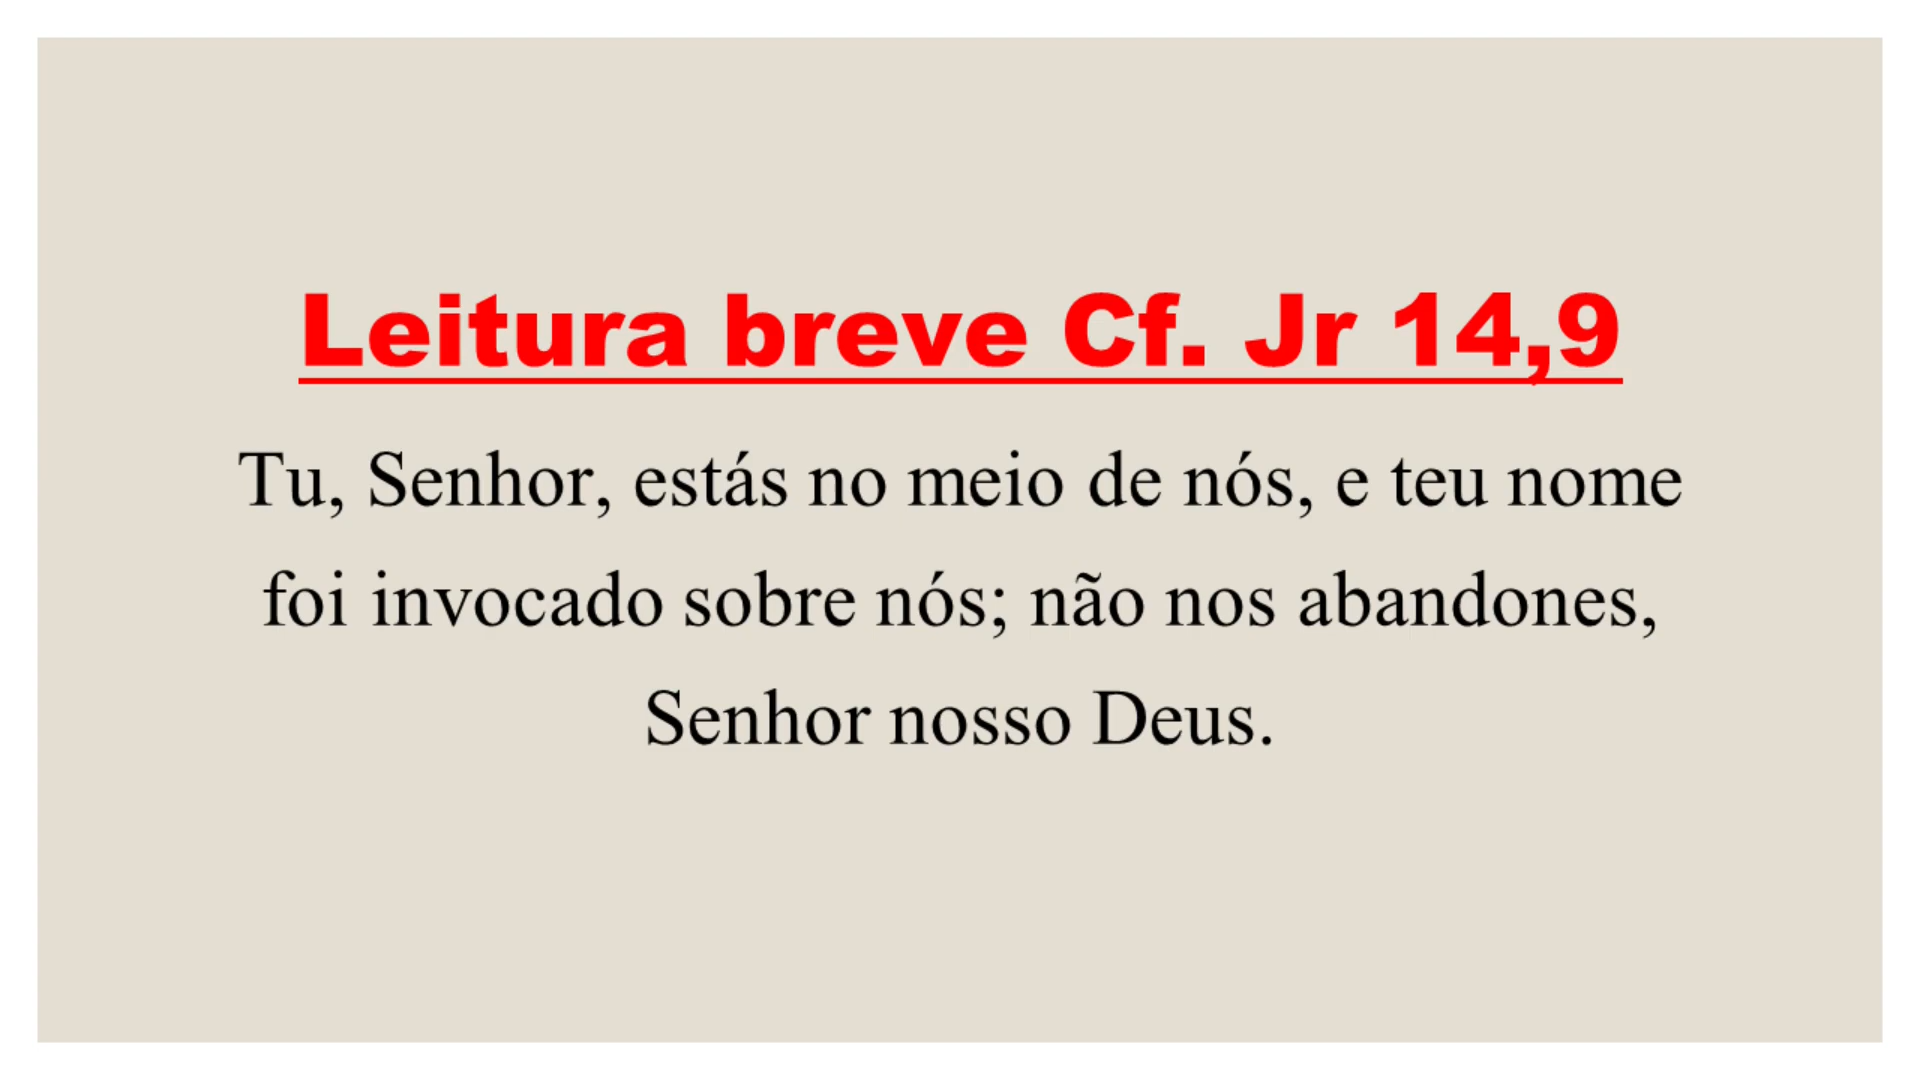 Leitura breve Cf. Jr 14,9
Tu, Senhor, estás no meio de nós, e teu nome
foi invocado sobre nós; não nos abandones,
Senhor nosso Deus.